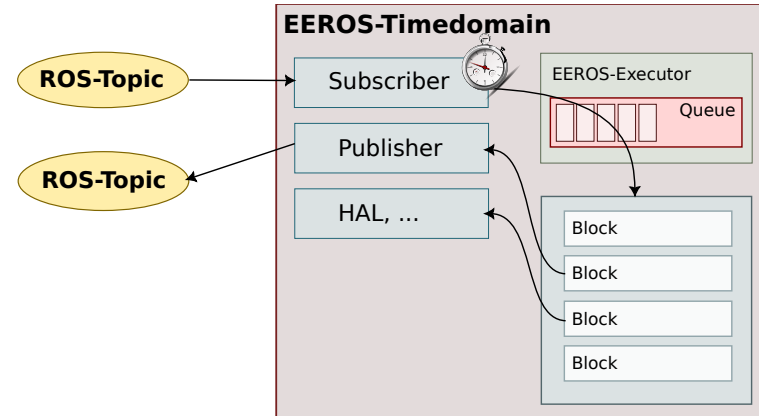 EEROS-Timedomain
ROS-Topic
Subscriber
EEROS-Executor
Queue
Publisher
ROS-Topic
HAL, ...
Block
Block
Block
Block